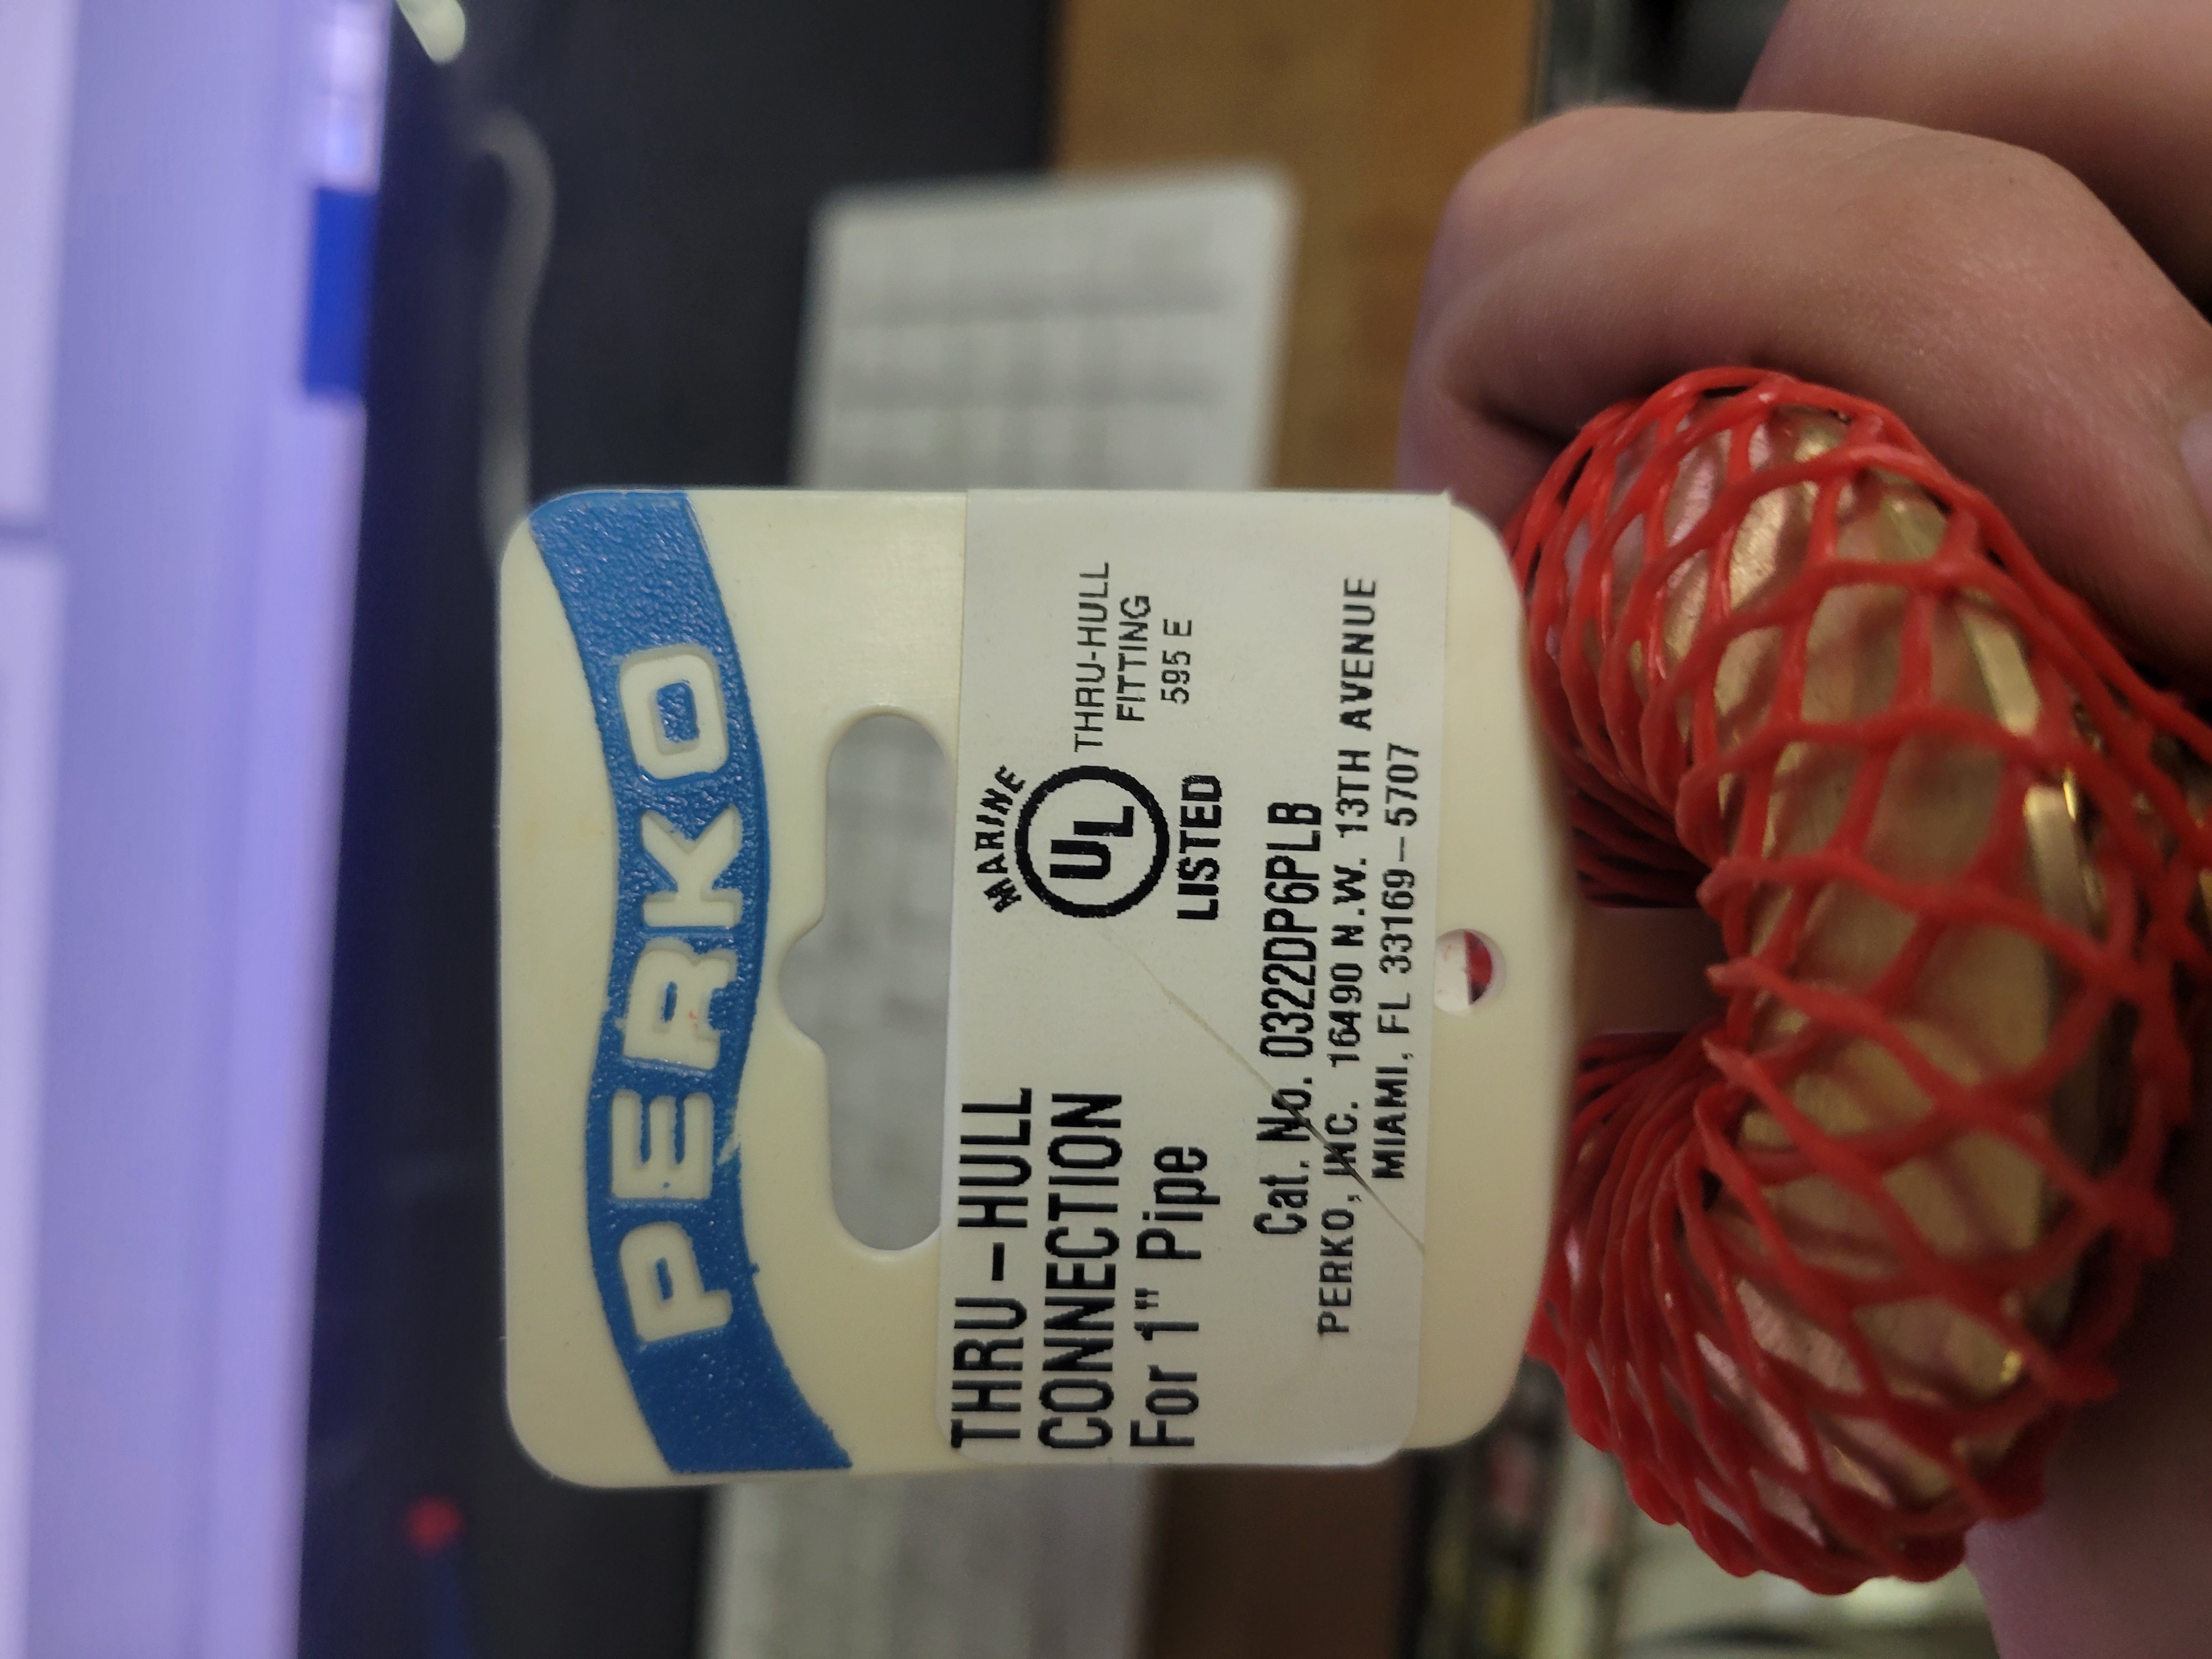 PERKO
THRU-HULL
CONNECTION
For 1" Pipe
MARINE
UL
LISTED
THRU-HULL
FITTING
595 E
Cat. No. 0322DP6PLB
PERKO, INC. 16490 N.W. 13TH AVENUE
MIAMI, FL 33169-5707